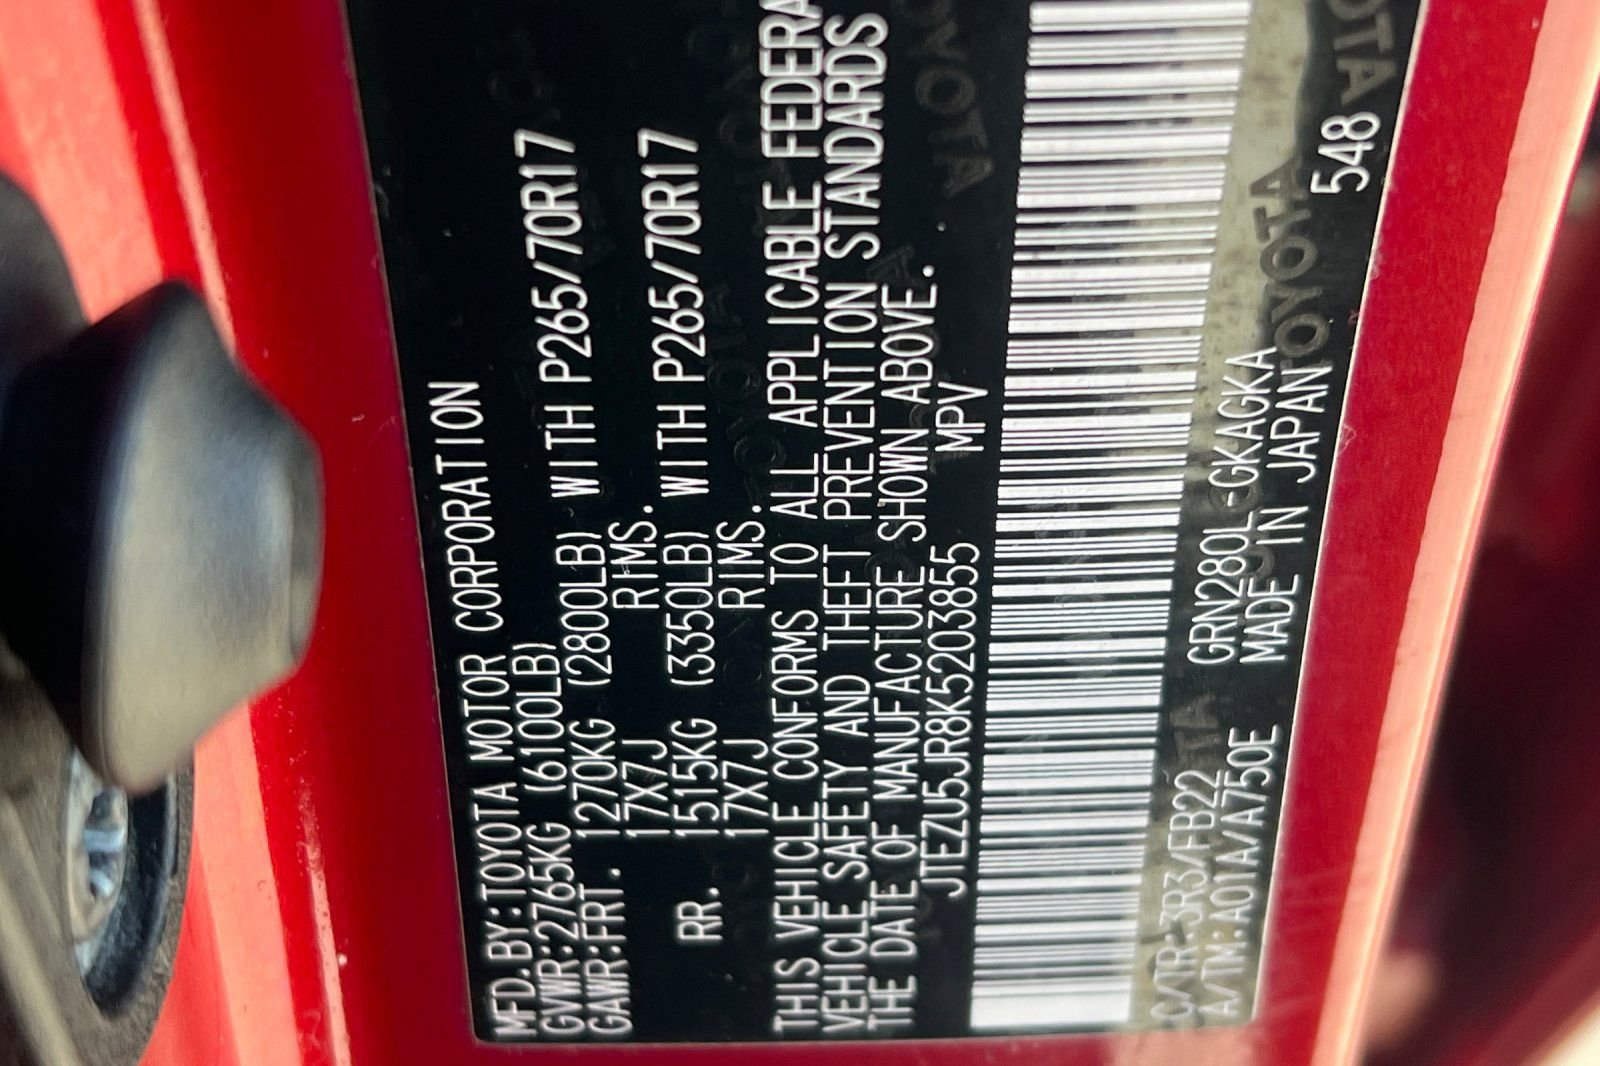 MFD.BY:TOYOTA MOTOR CORPORATION
GVWR:2765KG (6100LB)
GAWR:FRT. 1270KG (2800LB) WITH P265/70R17
17X7J RIMS.
RR. 1515KG (3350LB) WITH P265/70R17
17X7J RIMS.
THIS VEHICLE CONFORMS TO ALL APPLICABLE FEDERA
VEHICLE SAFETY AND THEFT PREVENTION STANDARDS
THE DATE OF MANUFACTURE SHOWN ABOVE.
JTEZU5JR8K5203855 MPV
C/TR:3R3/FB22 GRN280L-GKAGKA
A/TM:A01A/A750E MADE IN JAPAN 548
TOYOTA